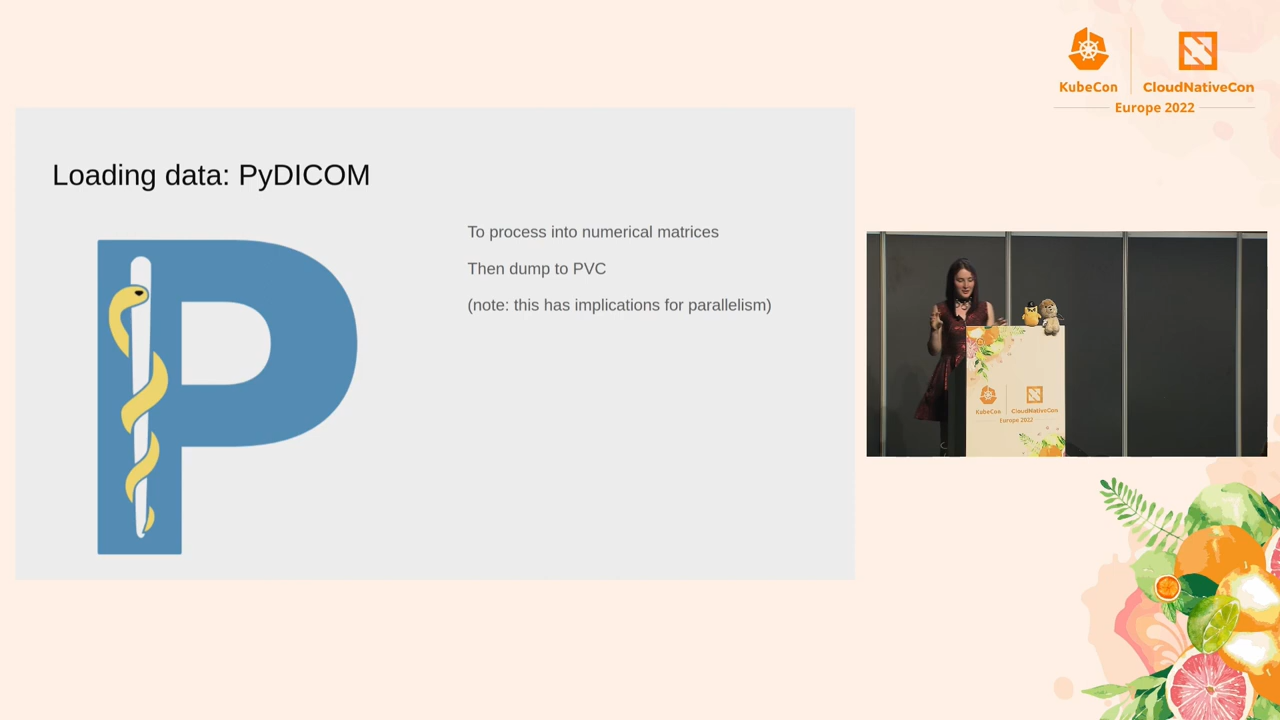 KubeCon
CloudNativeCon
Europe 2022
Loading data: PyDICOM
To process into numerical matrices
Then dump to PVC
(note: this has implications for parallelism)
KubeCon
CloudNativeCon
Europe 2022